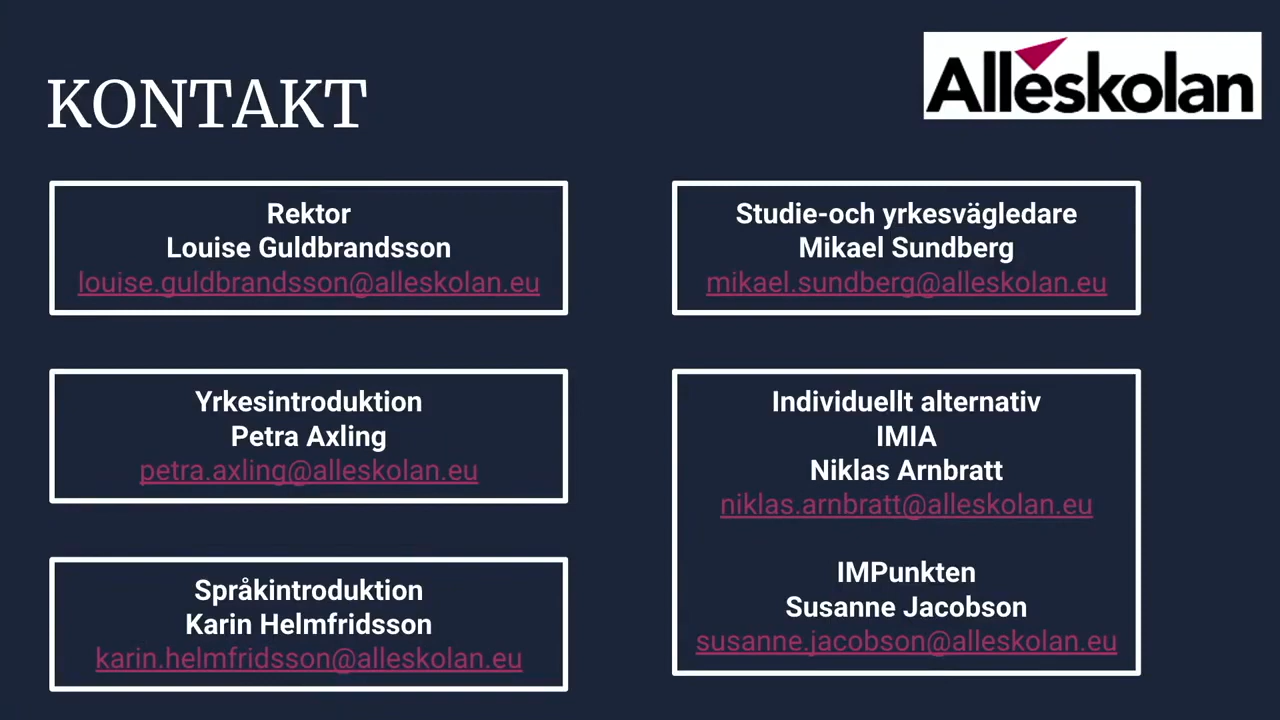 KONTAKT
Alléskolan
Rektor
Louise Guldbrandsson
louise.guldbrandsson@alleskolan.eu
Studie-och yrkesvägledare
Mikael Sundberg
mikael.sundberg@alleskolan.eu
Yrkesintroduktion
Petra Axling
petra.axling@alleskolan.eu
Individuellt alternativ
IMIA
Niklas Arnbratt
niklas.arnbratt@alleskolan.eu
IMPunkten
Susanne Jacobson
susanne.jacobson@alleskolan.eu
Språkintroduktion
Karin Helmfridsson
karin.helmfridsson@alleskolan.eu